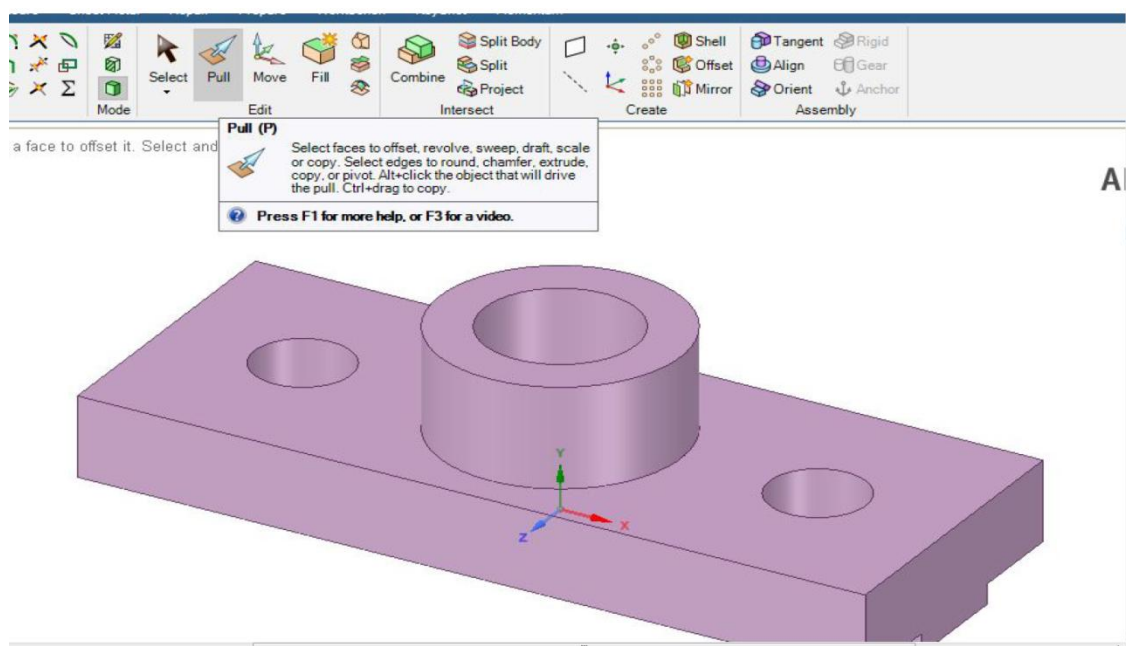 Select
Pull
Move
Fill
Combine
Split Body
Split
Project
Shell
Offset
Mirror
Tangent
Align
Orient
Rigid
Gear
Anchor
Mode
Edit
Intersect
Create
Assembly
a face to offset it. Select and
Pull (P)
Select faces to offset, revolve, sweep, draft, scale
or copy. Select edges to round, chamfer, extrude,
copy, or pivot. Alt+click the object that will drive
the pull. Ctrl+drag to copy.
Press F1 for more help, or F3 for a video.
Y
X
Z